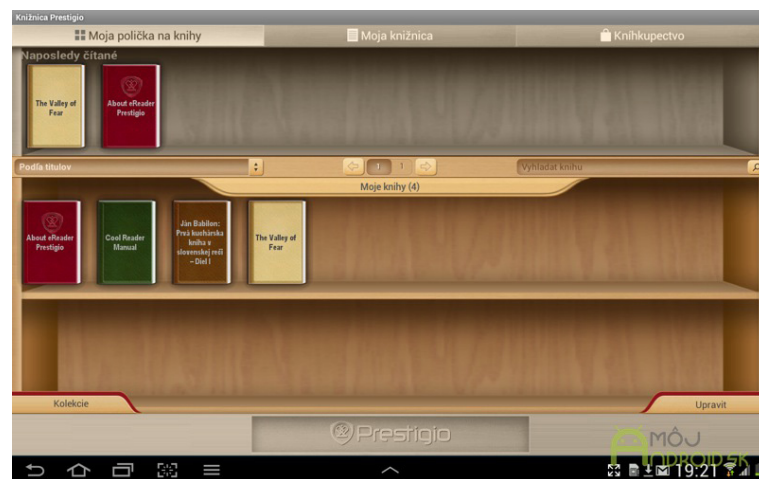 Knižnica Prestigio
Moja polička na knihy
Moja knižnica
Kníhkupectvo
Naposledy čítané
The Valley of
Fear
About eReader
Prestigio
Podľa titulov
1
1
Vyhľadat knihu
Moje knihy (4)
About eReader
Prestigio
Cool Reader
Manual
Ján Babilon:
Prvá kuchárska
kniha v
slovenskej reči
– Diel I
The Valley of
Fear
Kolekcie
Upravit
Prestigio
MÔJ
ANDROID.SK
19:21